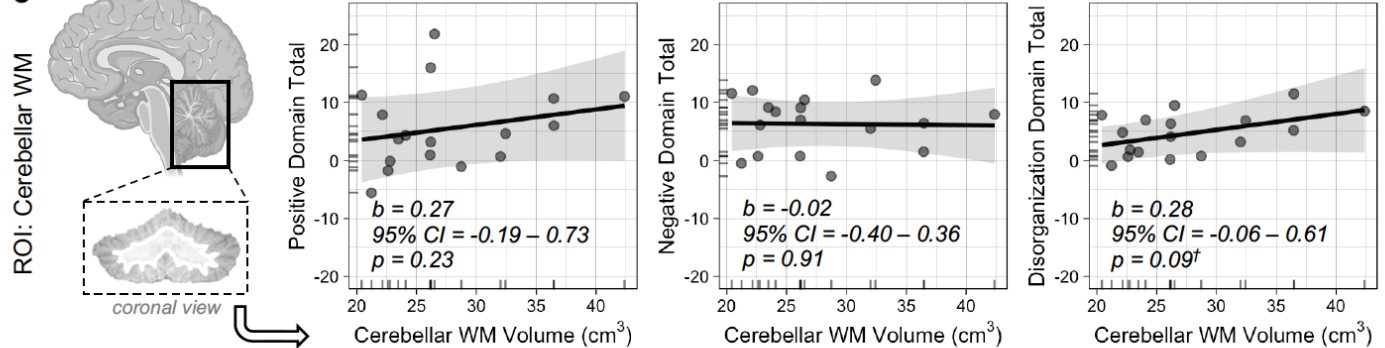 ROI: Cerebellar WM
coronal view
Positive Domain Total
20
10
0
-10
-20
b = 0.27
95% CI = -0.19 – 0.73
p = 0.23
20 25 30 35 40
Cerebellar WM Volume (cm³)
Negative Domain Total
20
10
0
-10
-20
b = -0.02
95% CI = -0.40 – 0.36
p = 0.91
20 25 30 35 40
Cerebellar WM Volume (cm³)
Disorganization Domain Total
20
10
0
-10
-20
b = 0.28
95% CI = -0.06 – 0.61
p = 0.09†
20 25 30 35 40
Cerebellar WM Volume (cm³)